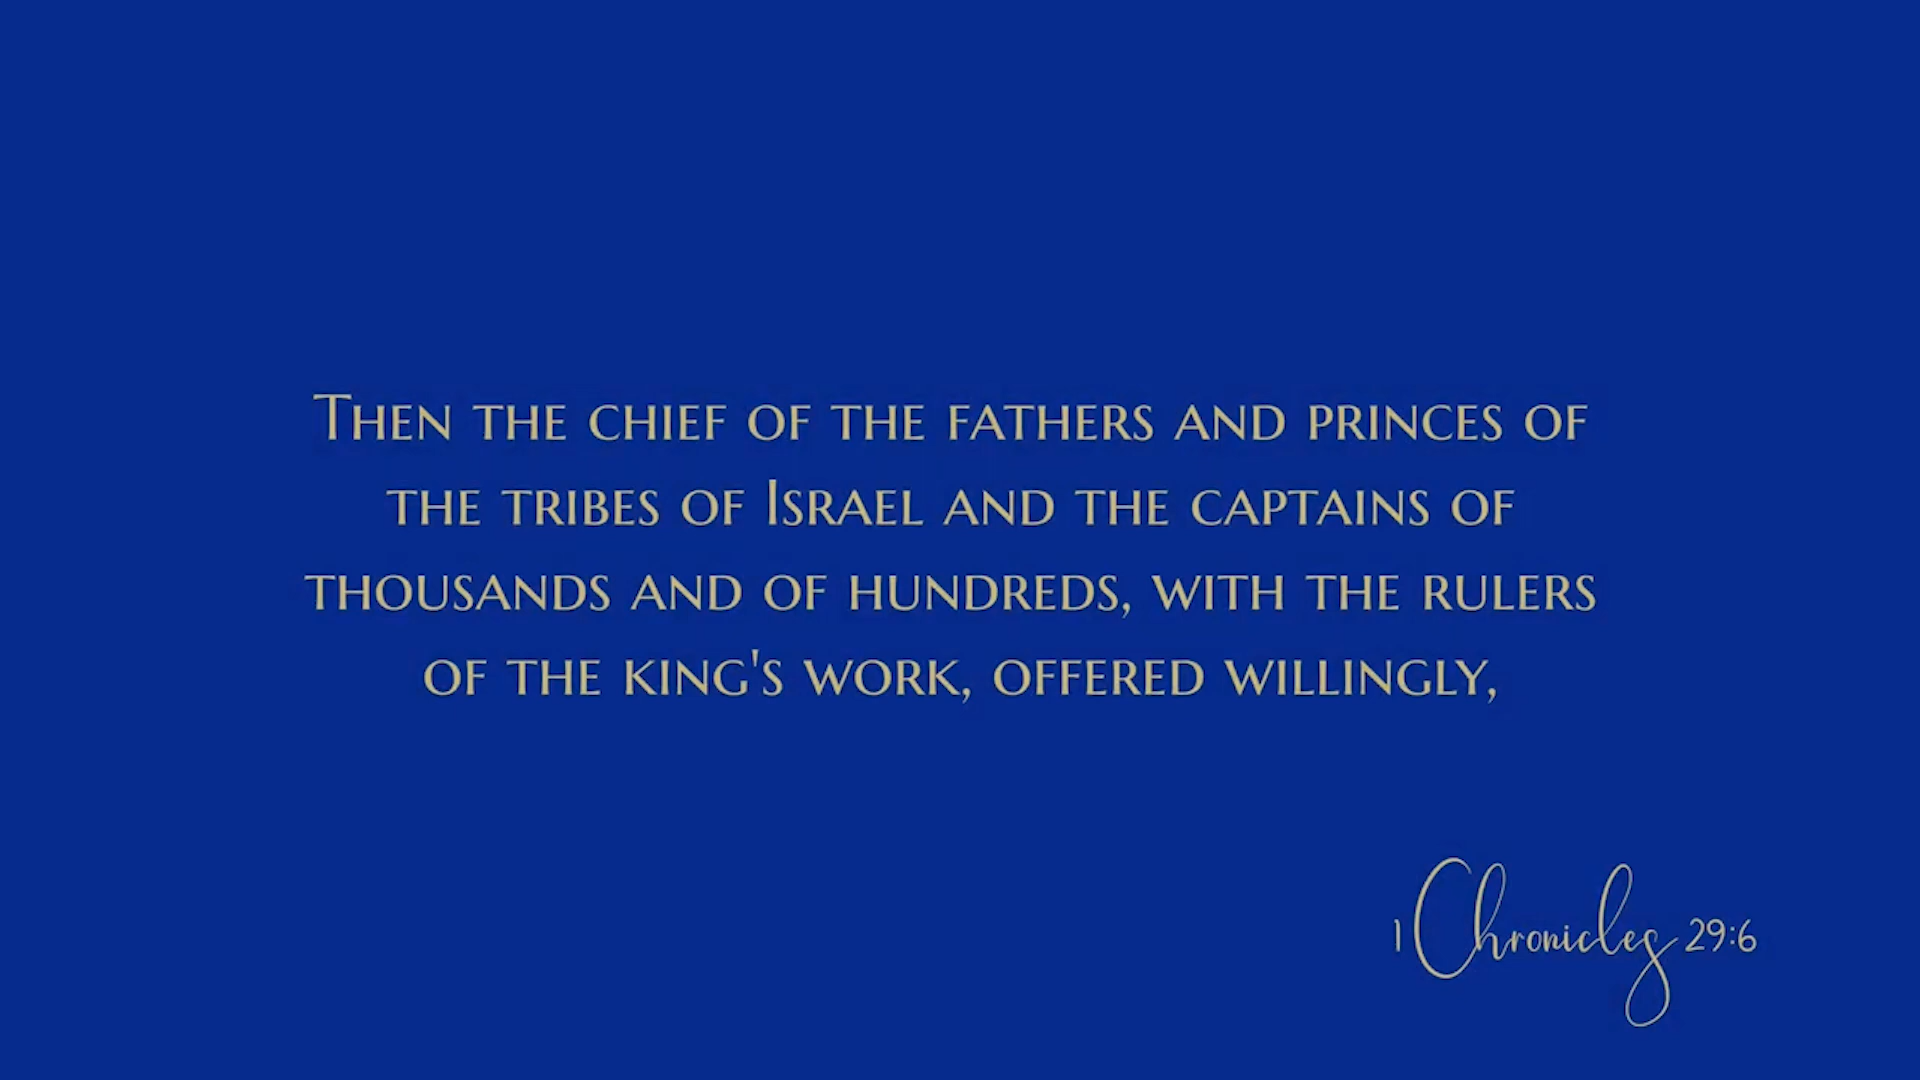 Then the chief of the fathers and princes of
the tribes of Israel and the captains of
thousands and of hundreds, with the rulers
of the king's work, offered willingly,
1 Chronicles 29:6